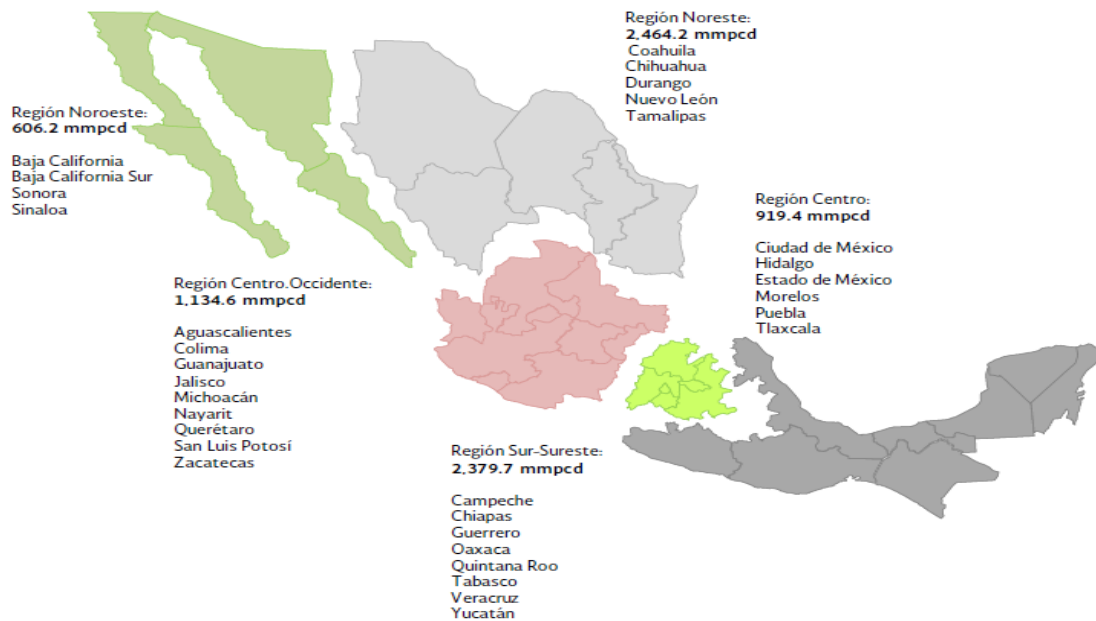 Región Noreste:
2,464.2 mmpcd
Coahuila
Chihuahua
Durango
Nuevo León
Tamalipas
Región Noroeste:
606.2 mmpcd
Baja California
Baja California Sur
Sonora
Sinaloa
Región Centro:
919.4 mmpcd
Ciudad de México
Hidalgo
Estado de México
Morelos
Puebla
Tlaxcala
Región Centro.Occidente:
1,134.6 mmpcd
Aguascalientes
Colima
Guanajuato
Jalisco
Michoacán
Nayarit
Querétaro
San Luis Potosí
Zacatecas
Región Sur-Sureste:
2,379.7 mmpcd
Campeche
Chiapas
Guerrero
Oaxaca
Quintana Roo
Tabasco
Veracruz
Yucatán